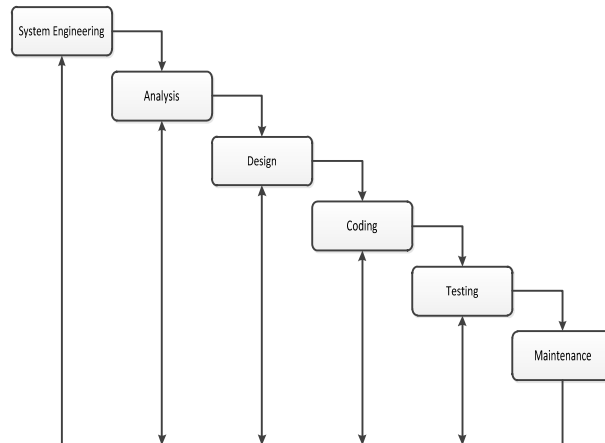 System Engineering
Analysis
Design
Coding
Testing
Maintenance